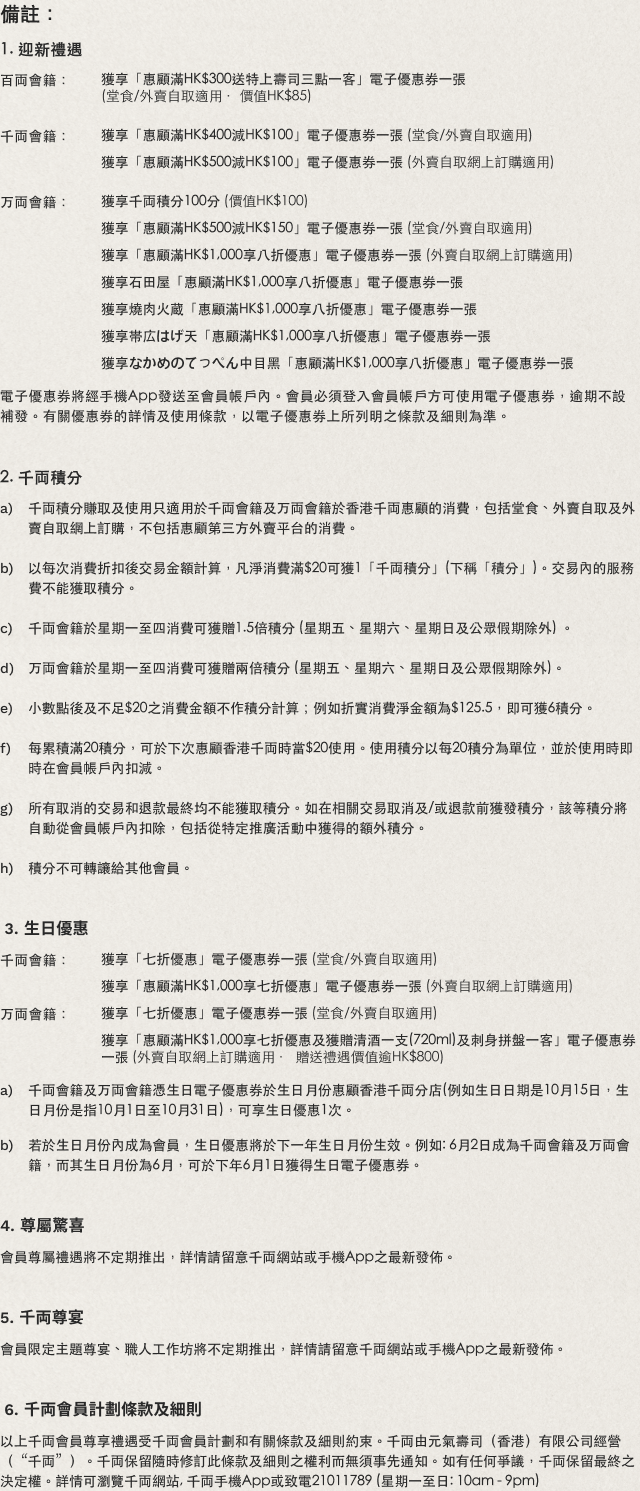 備註：
1. 迎新禮遇
百両會籍： 獲享「惠顧滿HK$300送特上壽司三點一客」電子優惠券一張
(堂食/外賣自取適用． 價值HK$85)
千両會籍： 獲享「惠顧滿HK$400減HK$100」電子優惠券一張 (堂食/外賣自取適用)
獲享「惠顧滿HK$500減HK$100」電子優惠券一張 (外賣自取網上訂購適用)
万両會籍： 獲享千両積分100分 (價值HK$100)
獲享「惠顧滿HK$500減HK$150」電子優惠券一張 (堂食/外賣自取適用)
獲享「惠顧滿HK$1,000享八折優惠」電子優惠券一張 (外賣自取網上訂購適用)
獲享石田屋「惠顧滿HK$1,000享八折優惠」電子優惠券一張
獲享燒肉火蔵「惠顧滿HK$1,000享八折優惠」電子優惠券一張
獲享帯広はげ天「惠顧滿HK$1,000享八折優惠」電子優惠券一張
獲享なかめのてっぺん中目黑「惠顧滿HK$1,000享八折優惠」電子優惠券一張
電子優惠券將經手機App發送至會員帳戶內。會員必須登入會員帳戶方可使用電子優惠券，逾期不設
補發。有關優惠券的詳情及使用條款，以電子優惠券上所列明之條款及細則為準。
2. 千両積分
a) 千両積分賺取及使用只適用於千両會籍及万両會籍於香港千両惠顧的消費，包括堂食、外賣自取及外
賣自取網上訂購，不包括惠顧第三方外賣平台的消費。
b) 以每次消費折扣後交易金額計算，凡淨消費滿$20可獲1「千両積分」(下稱「積分」)。交易內的服務
費不能獲取積分。
c) 千両會籍於星期一至四消費可獲贈1.5倍積分 (星期五、星期六、星期日及公眾假期除外) 。
d) 万両會籍於星期一至四消費可獲贈兩倍積分 (星期五、星期六、星期日及公眾假期除外)。
e) 小數點後及不足$20之消費金額不作積分計算；例如折實消費淨金額為$125.5，即可獲6積分。
f) 每累積滿20積分，可於下次惠顧香港千両時當$20使用。使用積分以每20積分為單位，並於使用時即
時在會員帳戶內扣減。
g) 所有取消的交易和退款最終均不能獲取積分。如在相關交易取消及/或退款前獲發積分，該等積分將
自動從會員帳戶內扣除，包括從特定推廣活動中獲得的額外積分。
h) 積分不可轉讓給其他會員。
3. 生日優惠
千両會籍： 獲享「七折優惠」電子優惠券一張 (堂食/外賣自取適用)
獲享「惠顧滿HK$1,000享七折優惠」電子優惠券一張 (外賣自取網上訂購適用)
万両會籍： 獲享「七折優惠」電子優惠券一張 (堂食/外賣自取適用)
獲享「惠顧滿HK$1,000享七折優惠及獲贈清酒一支(720ml)及刺身拼盤一客」電子優惠券
一張 (外賣自取網上訂購適用． 贈送禮遇價值逾HK$800)
a) 千両會籍及万両會籍憑生日電子優惠券於生日月份惠顧香港千両分店(例如生日日期是10月15日，生
日月份是指10月1日至10月31日)，可享生日優惠1次。
b) 若於生日月份內成為會員，生日優惠將於下一年生日月份生效。例如: 6月2日成為千両會籍及万両會
籍，而其生日月份為6月，可於下年6月1日獲得生日電子優惠券。
4. 尊屬驚喜
會員尊屬禮遇將不定期推出，詳情請留意千両網站或手機App之最新發佈。
5. 千両尊宴
會員限定主題尊宴、職人工作坊將不定期推出，詳情請留意千両網站或手機App之最新發佈。
6. 千両會員計劃條款及細則
以上千両會員尊享禮遇受千両會員計劃和有關條款及細則約束。千両由元氣壽司（香港）有限公司經營
（“千両”）。千両保留隨時修訂此條款及細則之權利而無須事先通知。如有任何爭議，千両保留最終之
決定權。詳情可瀏覽千両網站, 千両手機App或致電21011789 (星期一至日: 10am - 9pm)